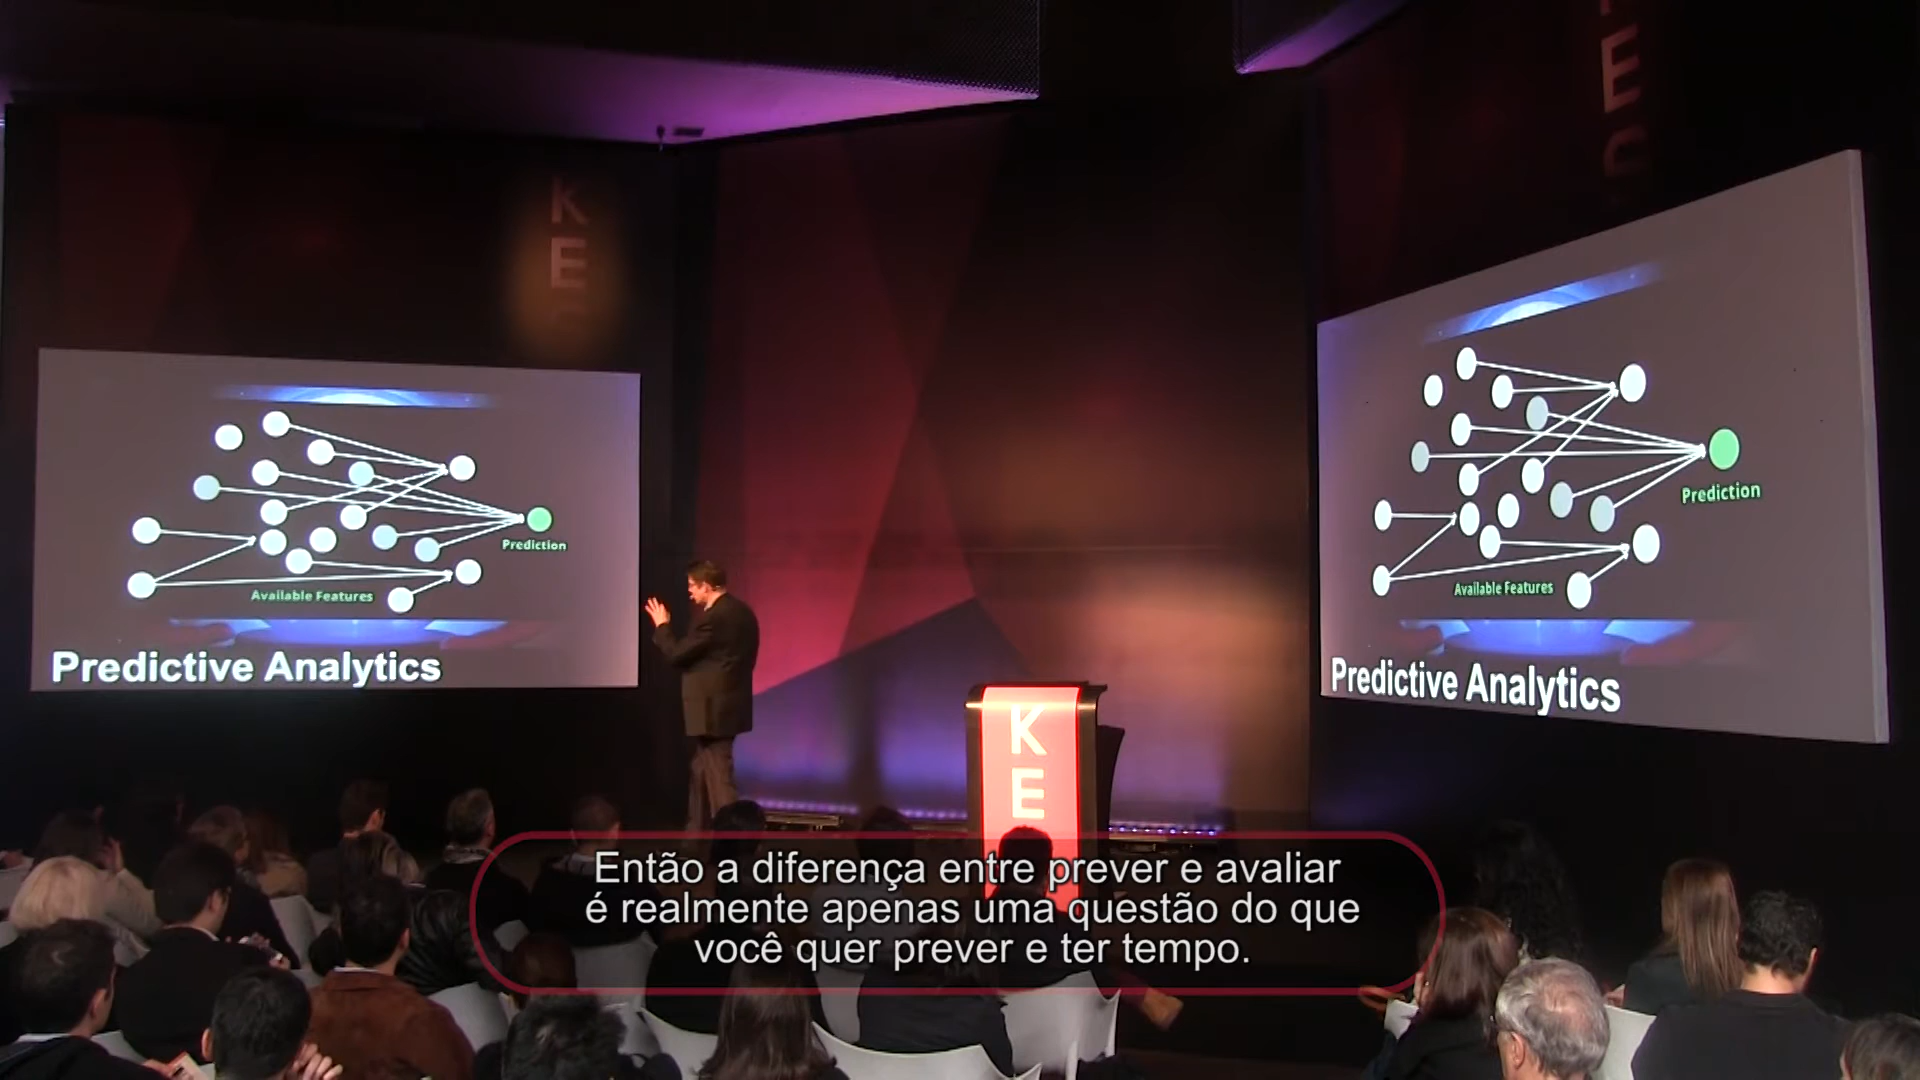 K
E
K
E
Prediction
Available Features
Predictive Analytics
Prediction
Available Features
Predictive Analytics
K
E
Então a diferença entre prever e avaliar
é realmente apenas uma questão do que
você quer prever e ter tempo.